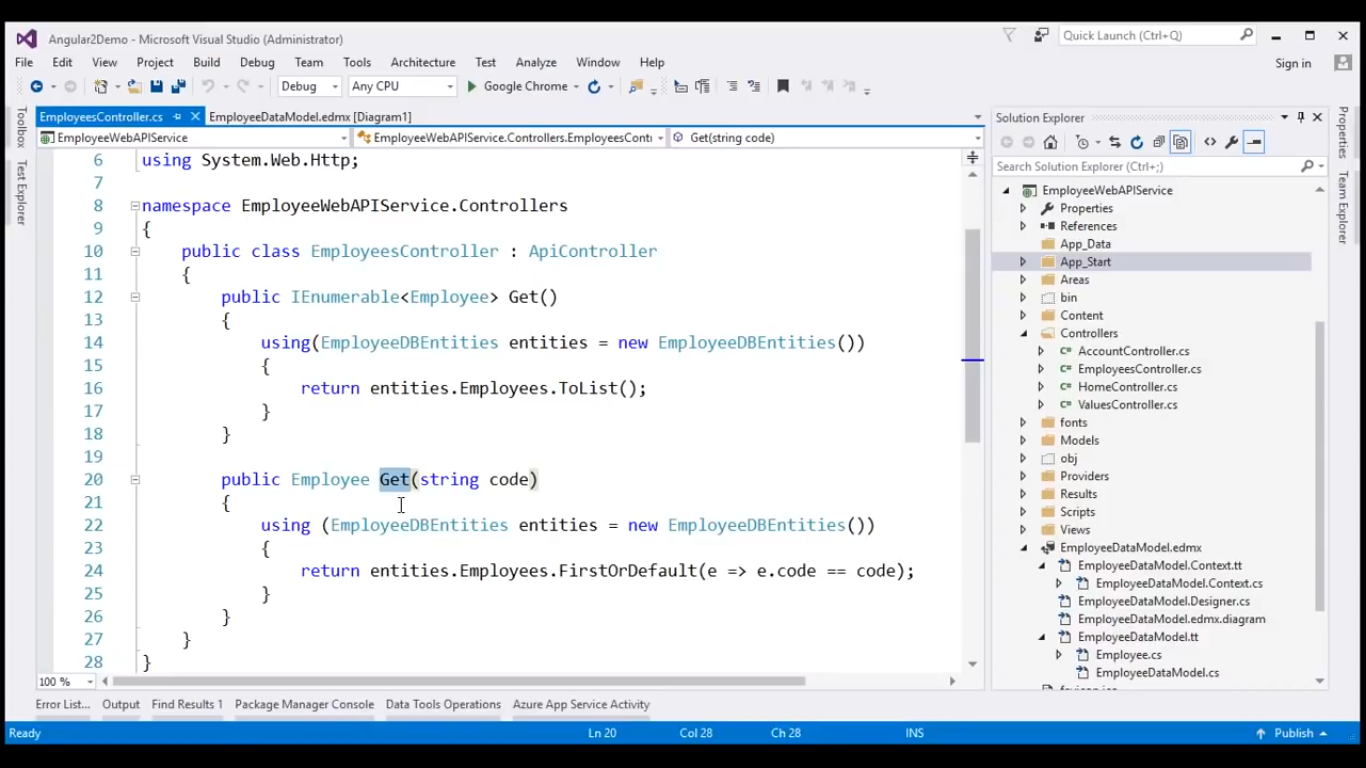 Angular2Demo - Microsoft Visual Studio (Administrator)
Quick Launch (Ctrl+Q)
File Edit View Project Build Debug Team Tools Architecture Test Analyze Window Help
Sign in
Debug Any CPU Google Chrome
EmployeesController.cs EmployeeDataModel.edmx [Diagram1]
EmployeeWebAPIService EmployeeWebAPIService.Controllers.EmployeesCont Get(string code)
Toolbox
Test Explorer
6 using System.Web.Http;
7
8 namespace EmployeeWebAPIService.Controllers
9 {
10 public class EmployeesController : ApiController
11 {
12 public IEnumerable<Employee> Get()
13 {
14 using(EmployeeDBEntities entities = new EmployeeDBEntities())
15 {
16 return entities.Employees.ToList();
17 }
18 }
19
20 public Employee Get(string code)
21 {
22 using (EmployeeDBEntities entities = new EmployeeDBEntities())
23 {
24 return entities.Employees.FirstOrDefault(e => e.code == code);
25 }
26 }
27 }
28 }
100 %
Solution Explorer
Search Solution Explorer (Ctrl+;)
EmployeeWebAPIService
Properties
References
App_Data
App_Start
Areas
bin
Content
Controllers
AccountController.cs
EmployeesController.cs
HomeController.cs
ValuesController.cs
fonts
Models
obj
Providers
Results
Scripts
Views
EmployeeDataModel.edmx
EmployeeDataModel.Context.tt
EmployeeDataModel.Context.cs
EmployeeDataModel.Designer.cs
EmployeeDataModel.edmx.diagram
EmployeeDataModel.tt
Employee.cs
EmployeeDataModel.cs
Properties
Team Explorer
Error List... Output Find Results 1 Package Manager Console Data Tools Operations Azure App Service Activity
Ready Ln 20 Col 28 Ch 28 INS Publish